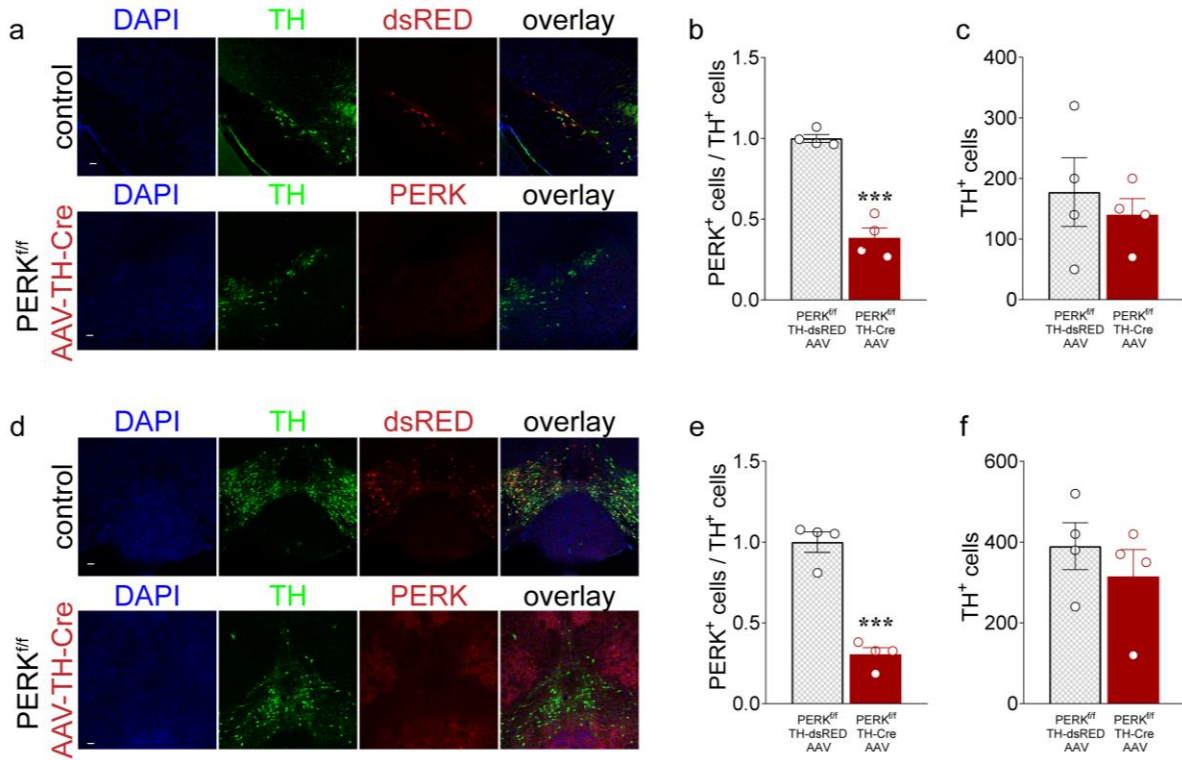 a
DAPI TH dsRED overlay
control
DAPI TH PERK overlay
PERKf/f
AAV-TH-Cre
b
PERK+ cells / TH+ cells
1.5
1.0
0.5
0.0
***
PERKf/f
TH-dsRED
AAV
PERKf/f
TH-Cre
AAV
c
TH+ cells
400
300
200
100
0
PERKf/f
TH-dsRED
AAV
PERKf/f
TH-Cre
AAV
d
DAPI TH dsRED overlay
control
DAPI TH PERK overlay
PERKf/f
AAV-TH-Cre
e
PERK+ cells / TH+ cells
1.5
1.0
0.5
0.0
***
PERKf/f
TH-dsRED
AAV
PERKf/f
TH-Cre
AAV
f
TH+ cells
600
400
200
0
PERKf/f
TH-dsRED
AAV
PERKf/f
TH-Cre
AAV